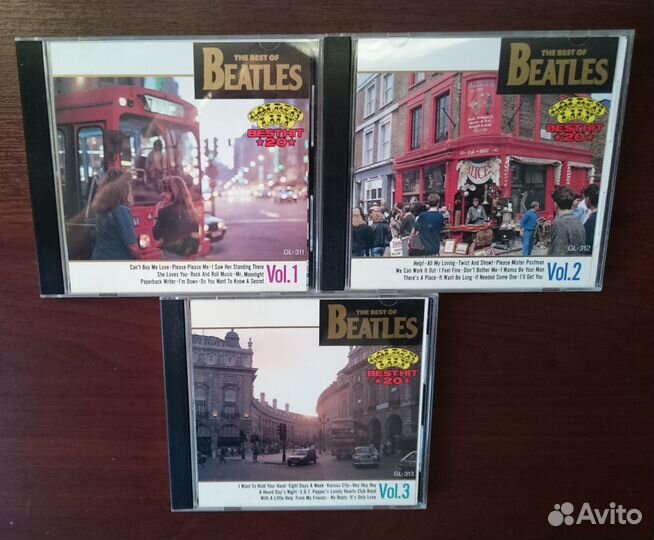 THE BEST OF
BEATLES
BEST HIT
20
GL-311
Can't Buy Me Love · Please Please Me · I Saw Her Standing There
She Loves You · Rock And Roll Music · Mr. Moonlight
Paperback Writer · I'm Down · Do You Want To Know A Secret
Vol.1
THE BEST OF
BEATLES
BEST HIT
20
GL-312
Help! · All My Loving · Twist And Showt · Please Mister Postman
We Can Work It Out · I Feel Fine · Don't Bother Me · I Wanna Be Your Man
There's A Place · It Want Be Long · It Needed Some One · I'll Get You
Vol.2
THE BEST OF
BEATLES
BEST HIT
20
GL-313
I Want To Hold Your Hand · Eight Days A Week · Kansas City~Hey Hey Hey
A Heard Day's Night · S.G.T. Papper's Lonely Hearts Club Band
With A Little Help From My Friends · No Reply · It's Only Love
Vol.3
Avito